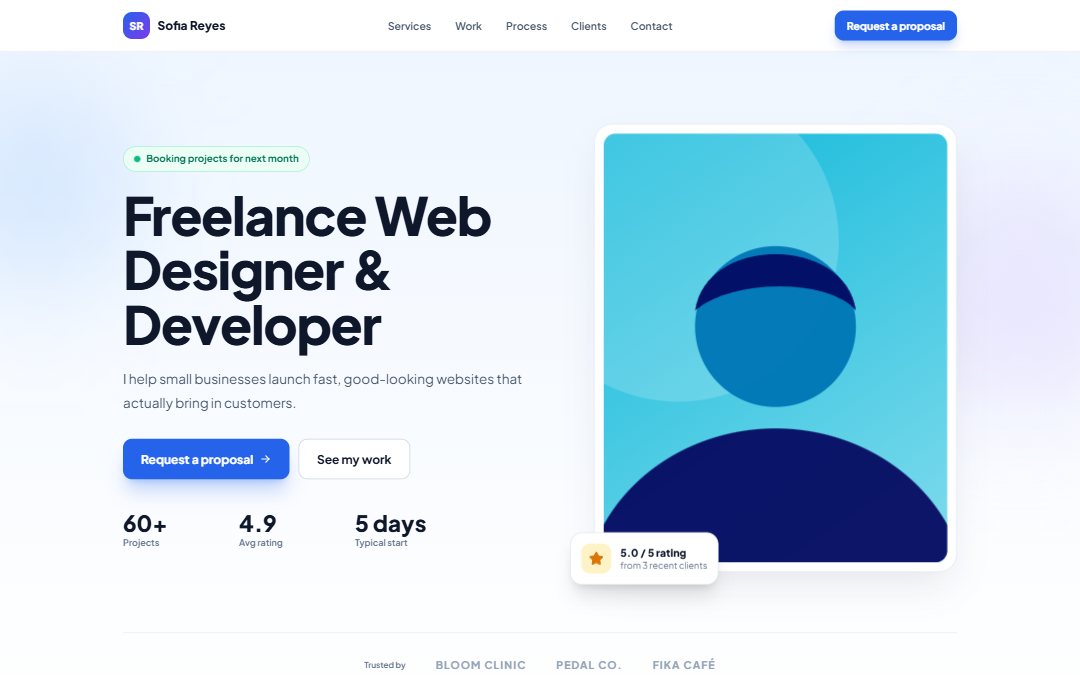 SR Sofia Reyes
Services Work Process Clients Contact
Request a proposal
Booking projects for next month
Freelance Web
Designer &
Developer
I help small businesses launch fast, good-looking websites that
actually bring in customers.
Request a proposal →
See my work
60+
Projects
4.9
Avg rating
5 days
Typical start
5.0 / 5 rating
from 3 recent clients
Trusted by BLOOM CLINIC PEDAL CO. FIKA CAFÉ